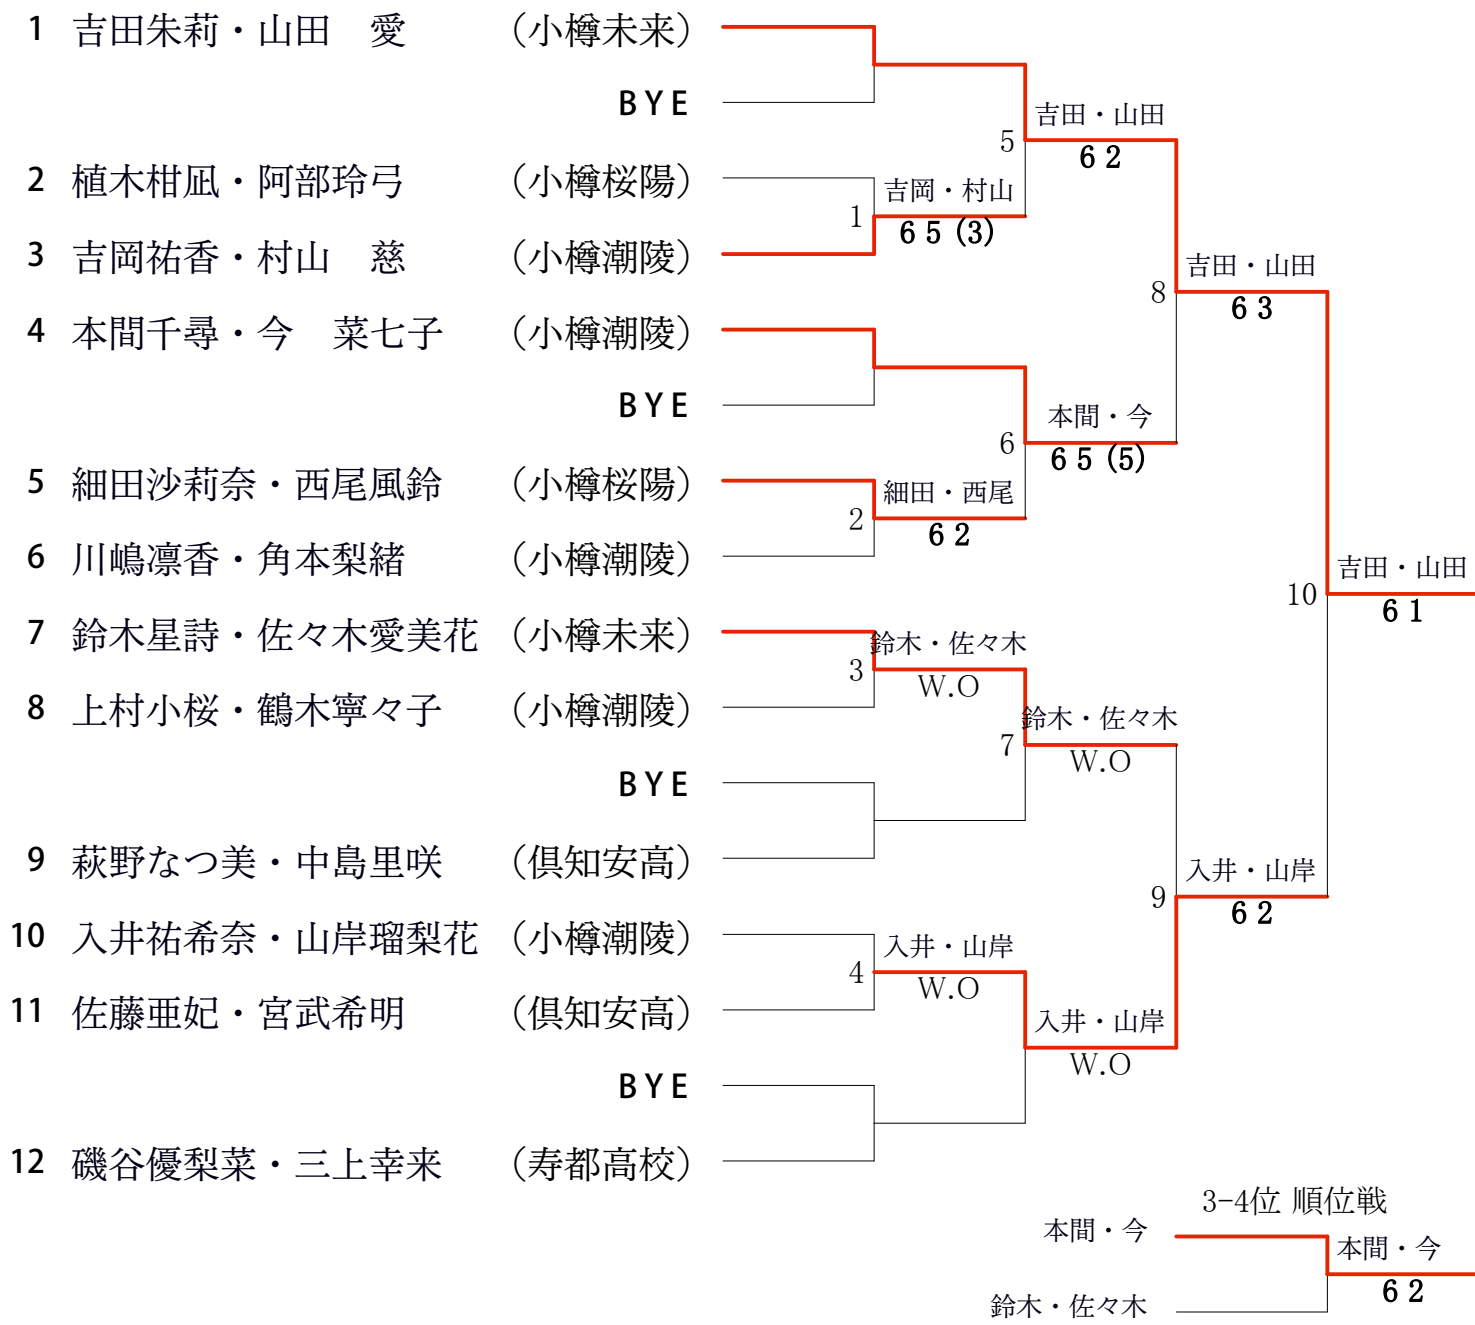 1 吉田朱莉・山田　愛 （小樽未来）
BYE
2 植木柑凪・阿部玲弓 （小樽桜陽）
3 吉岡祐香・村山　慈 （小樽潮陵）
4 本間千尋・今　菜七子 （小樽潮陵）
BYE
5 細田沙莉奈・西尾風鈴 （小樽桜陽）
6 川嶋凛香・角本梨緒 （小樽潮陵）
7 鈴木星詩・佐々木愛美花 （小樽未来）
8 上村小桜・鶴木寧々子 （小樽潮陵）
BYE
9 萩野なつ美・中島里咲 （倶知安高）
10 入井祐希奈・山岸瑠梨花 （小樽潮陵）
11 佐藤亜妃・宮武希明 （倶知安高）
BYE
12 磯谷優梨菜・三上幸来 （寿都高校）
1
吉岡・村山
6 5 (3)
2
細田・西尾
6 2
3
鈴木・佐々木
W.O
4
入井・山岸
W.O
5
吉田・山田
6 2
6
本間・今
6 5 (5)
7
鈴木・佐々木
W.O
入井・山岸
W.O
8
吉田・山田
6 3
9
入井・山岸
6 2
10
吉田・山田
6 1
3-4位 順位戦
本間・今
鈴木・佐々木
本間・今
6 2